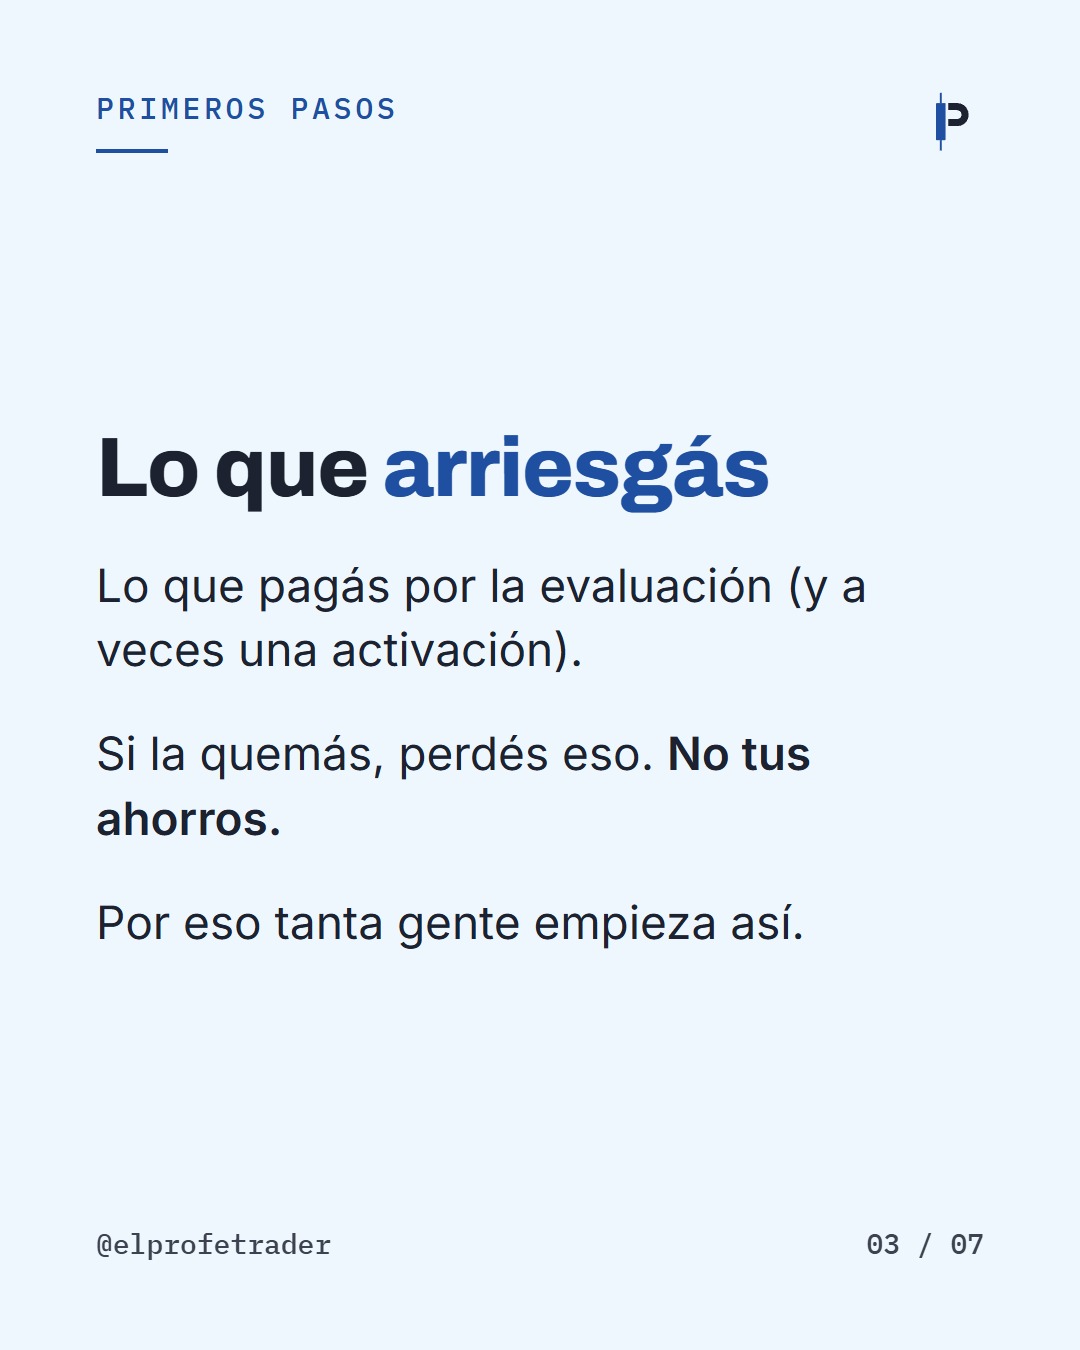 PRIMEROS PASOS
Lo que arriesgás
Lo que pagás por la evaluación (y a
veces una activación).
Si la quemás, perdés eso. No tus
ahorros.
Por eso tanta gente empieza así.
@elprofetrader
03 / 07